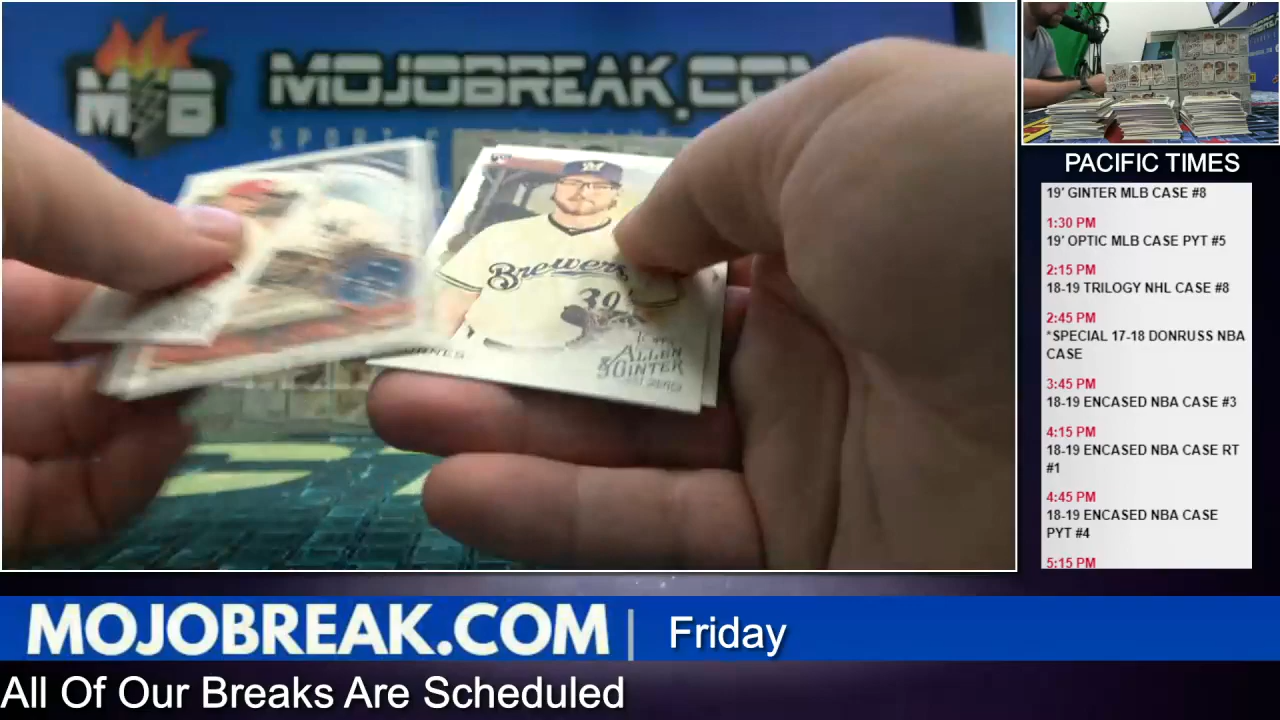 MOJOBREAK.CO
M B
Brewers
39
ALLEN
GINTER
PACIFIC TIMES
19' GINTER MLB CASE #8
1:30 PM
19' OPTIC MLB CASE PYT #5
2:15 PM
18-19 TRILOGY NHL CASE #8
2:45 PM
*SPECIAL 17-18 DONRUSS NBA
CASE
3:45 PM
18-19 ENCASED NBA CASE #3
4:15 PM
18-19 ENCASED NBA CASE RT
#1
4:45 PM
18-19 ENCASED NBA CASE
PYT #4
5:15 PM
MOJOBREAK.COM | Friday
All Of Our Breaks Are Scheduled